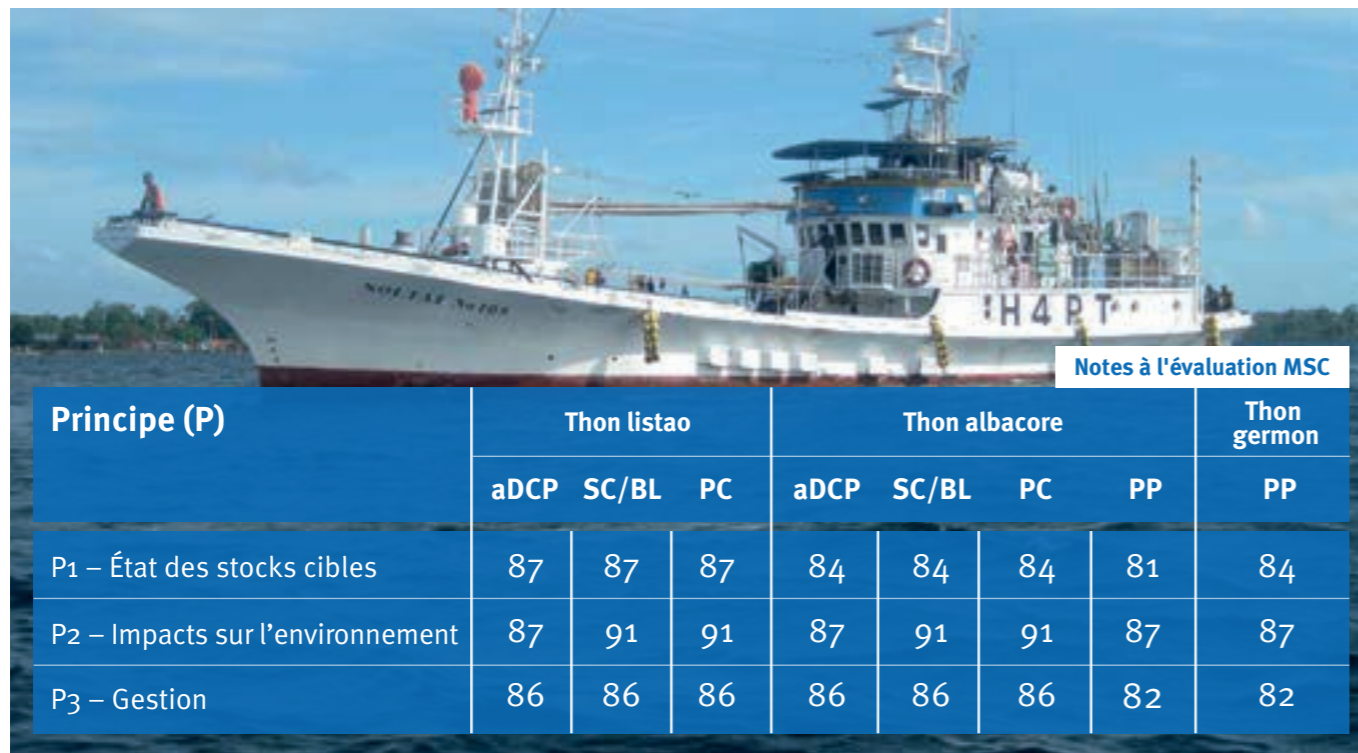 SOLTAI No 105
:H4PT
Notes à l'évaluation MSC
Principe (P) Thon listao Thon albacore Thon
germon
aDCP SC/BL PC aDCP SC/BL PC PP PP
P1 – État des stocks cibles 87 87 87 84 84 84 81 84
P2 – Impacts sur l’environnement 87 91 91 87 91 91 87 87
P3 – Gestion 86 86 86 86 86 86 82 82